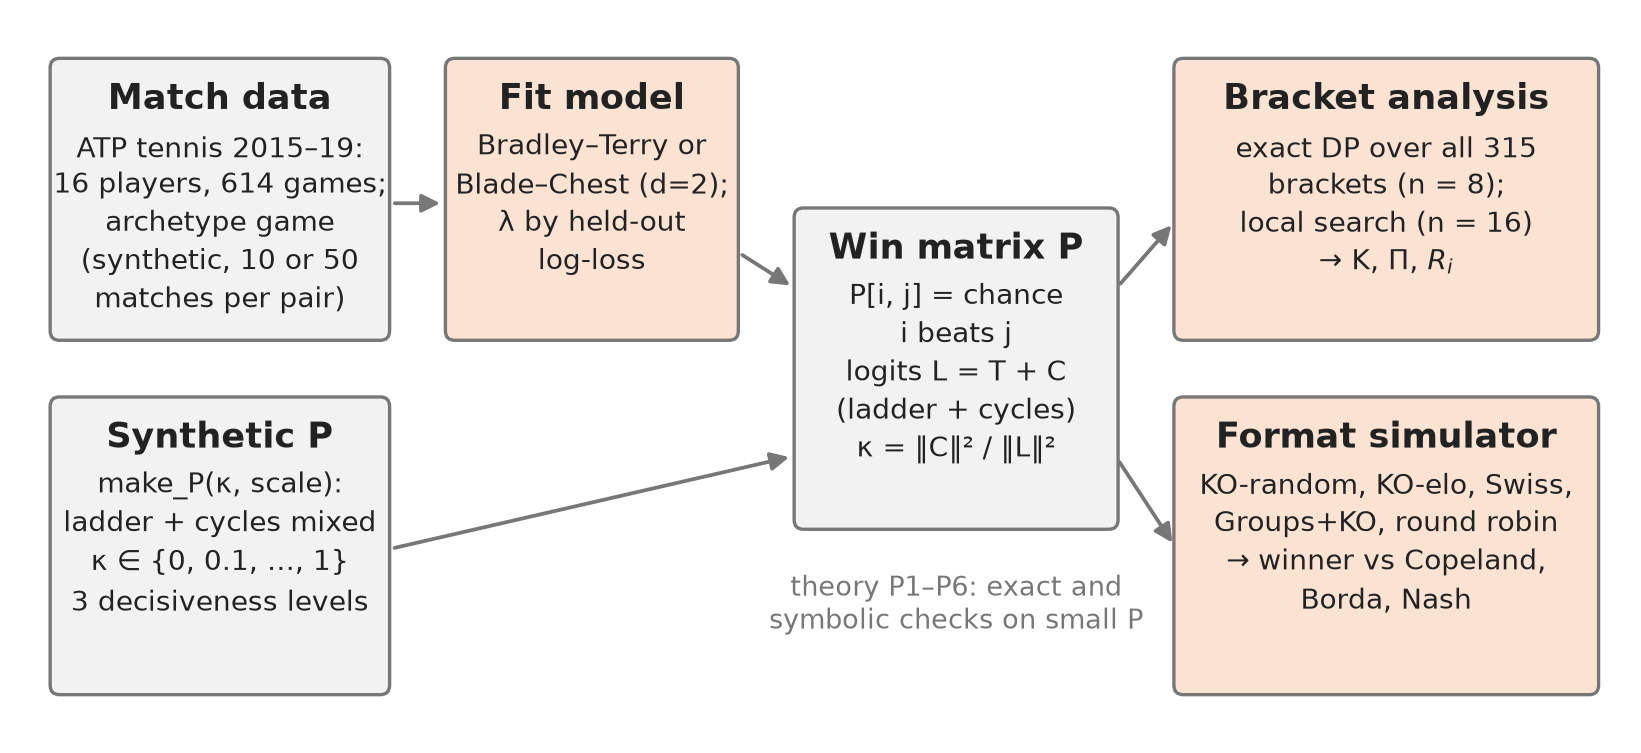 Match data
ATP tennis 2015–19:
16 players, 614 games;
archetype game
(synthetic, 10 or 50
matches per pair)
Fit model
Bradley–Terry or
Blade–Chest (d=2);
λ by held-out
log-loss
Synthetic P
make_P(κ, scale):
ladder + cycles mixed
κ ∈ {0, 0.1, …, 1}
3 decisiveness levels
Win matrix P
P[i, j] = chance
i beats j
logits L = T + C
(ladder + cycles)
κ = ‖C‖² / ‖L‖²
theory P1–P6: exact and
symbolic checks on small P
Bracket analysis
exact DP over all 315
brackets (n = 8);
local search (n = 16)
→ K, Π, Rᵢ
Format simulator
KO-random, KO-elo, Swiss,
Groups+KO, round robin
→ winner vs Copeland,
Borda, Nash